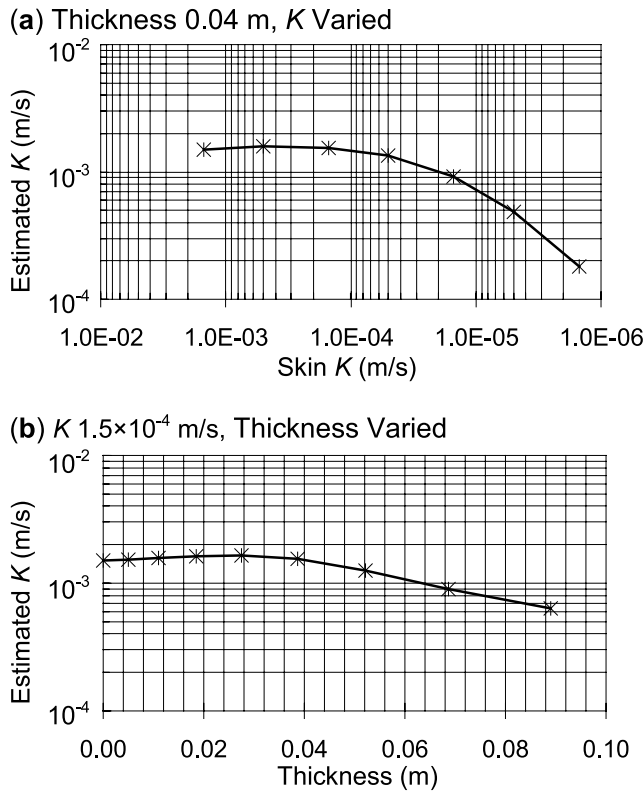 (a) Thickness 0.04 m, K Varied
10⁻²
10⁻³
10⁻⁴
Estimated K (m/s)
1.0E-02 1.0E-03 1.0E-04 1.0E-05 1.0E-06
Skin K (m/s)
(b) K 1.5×10⁻⁴ m/s, Thickness Varied
10⁻²
10⁻³
10⁻⁴
Estimated K (m/s)
0.00 0.02 0.04 0.06 0.08 0.10
Thickness (m)